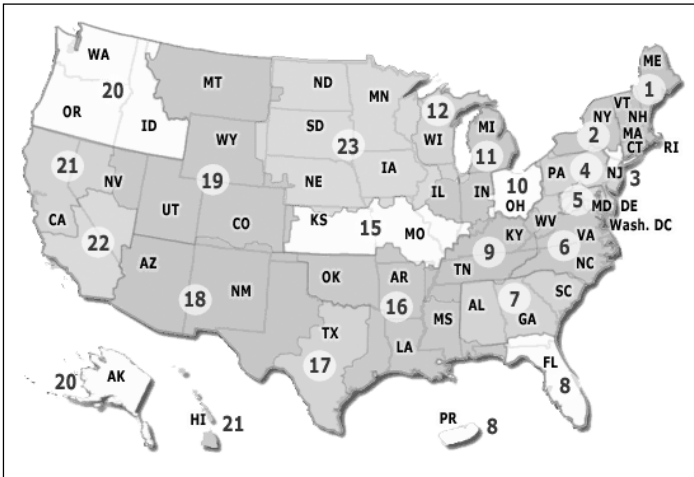 WA
MT
ND
MN
ME
1
20
OR
ID
12
VT
NY
NH
2
MA
CT
RI
WY
SD
23
WI
MI
11
21
NV
19
NE
IA
PA
4
NJ
3
IL
IN
10
OH
5
MD
DE
Wash. DC
UT
CO
KS
15
MO
WV
VA
CA
22
9
KY
6
NC
AZ
18
NM
OK
AR
16
TN
SC
MS
AL
7
GA
TX
17
LA
FL
8
20
AK
HI
21
PR
8